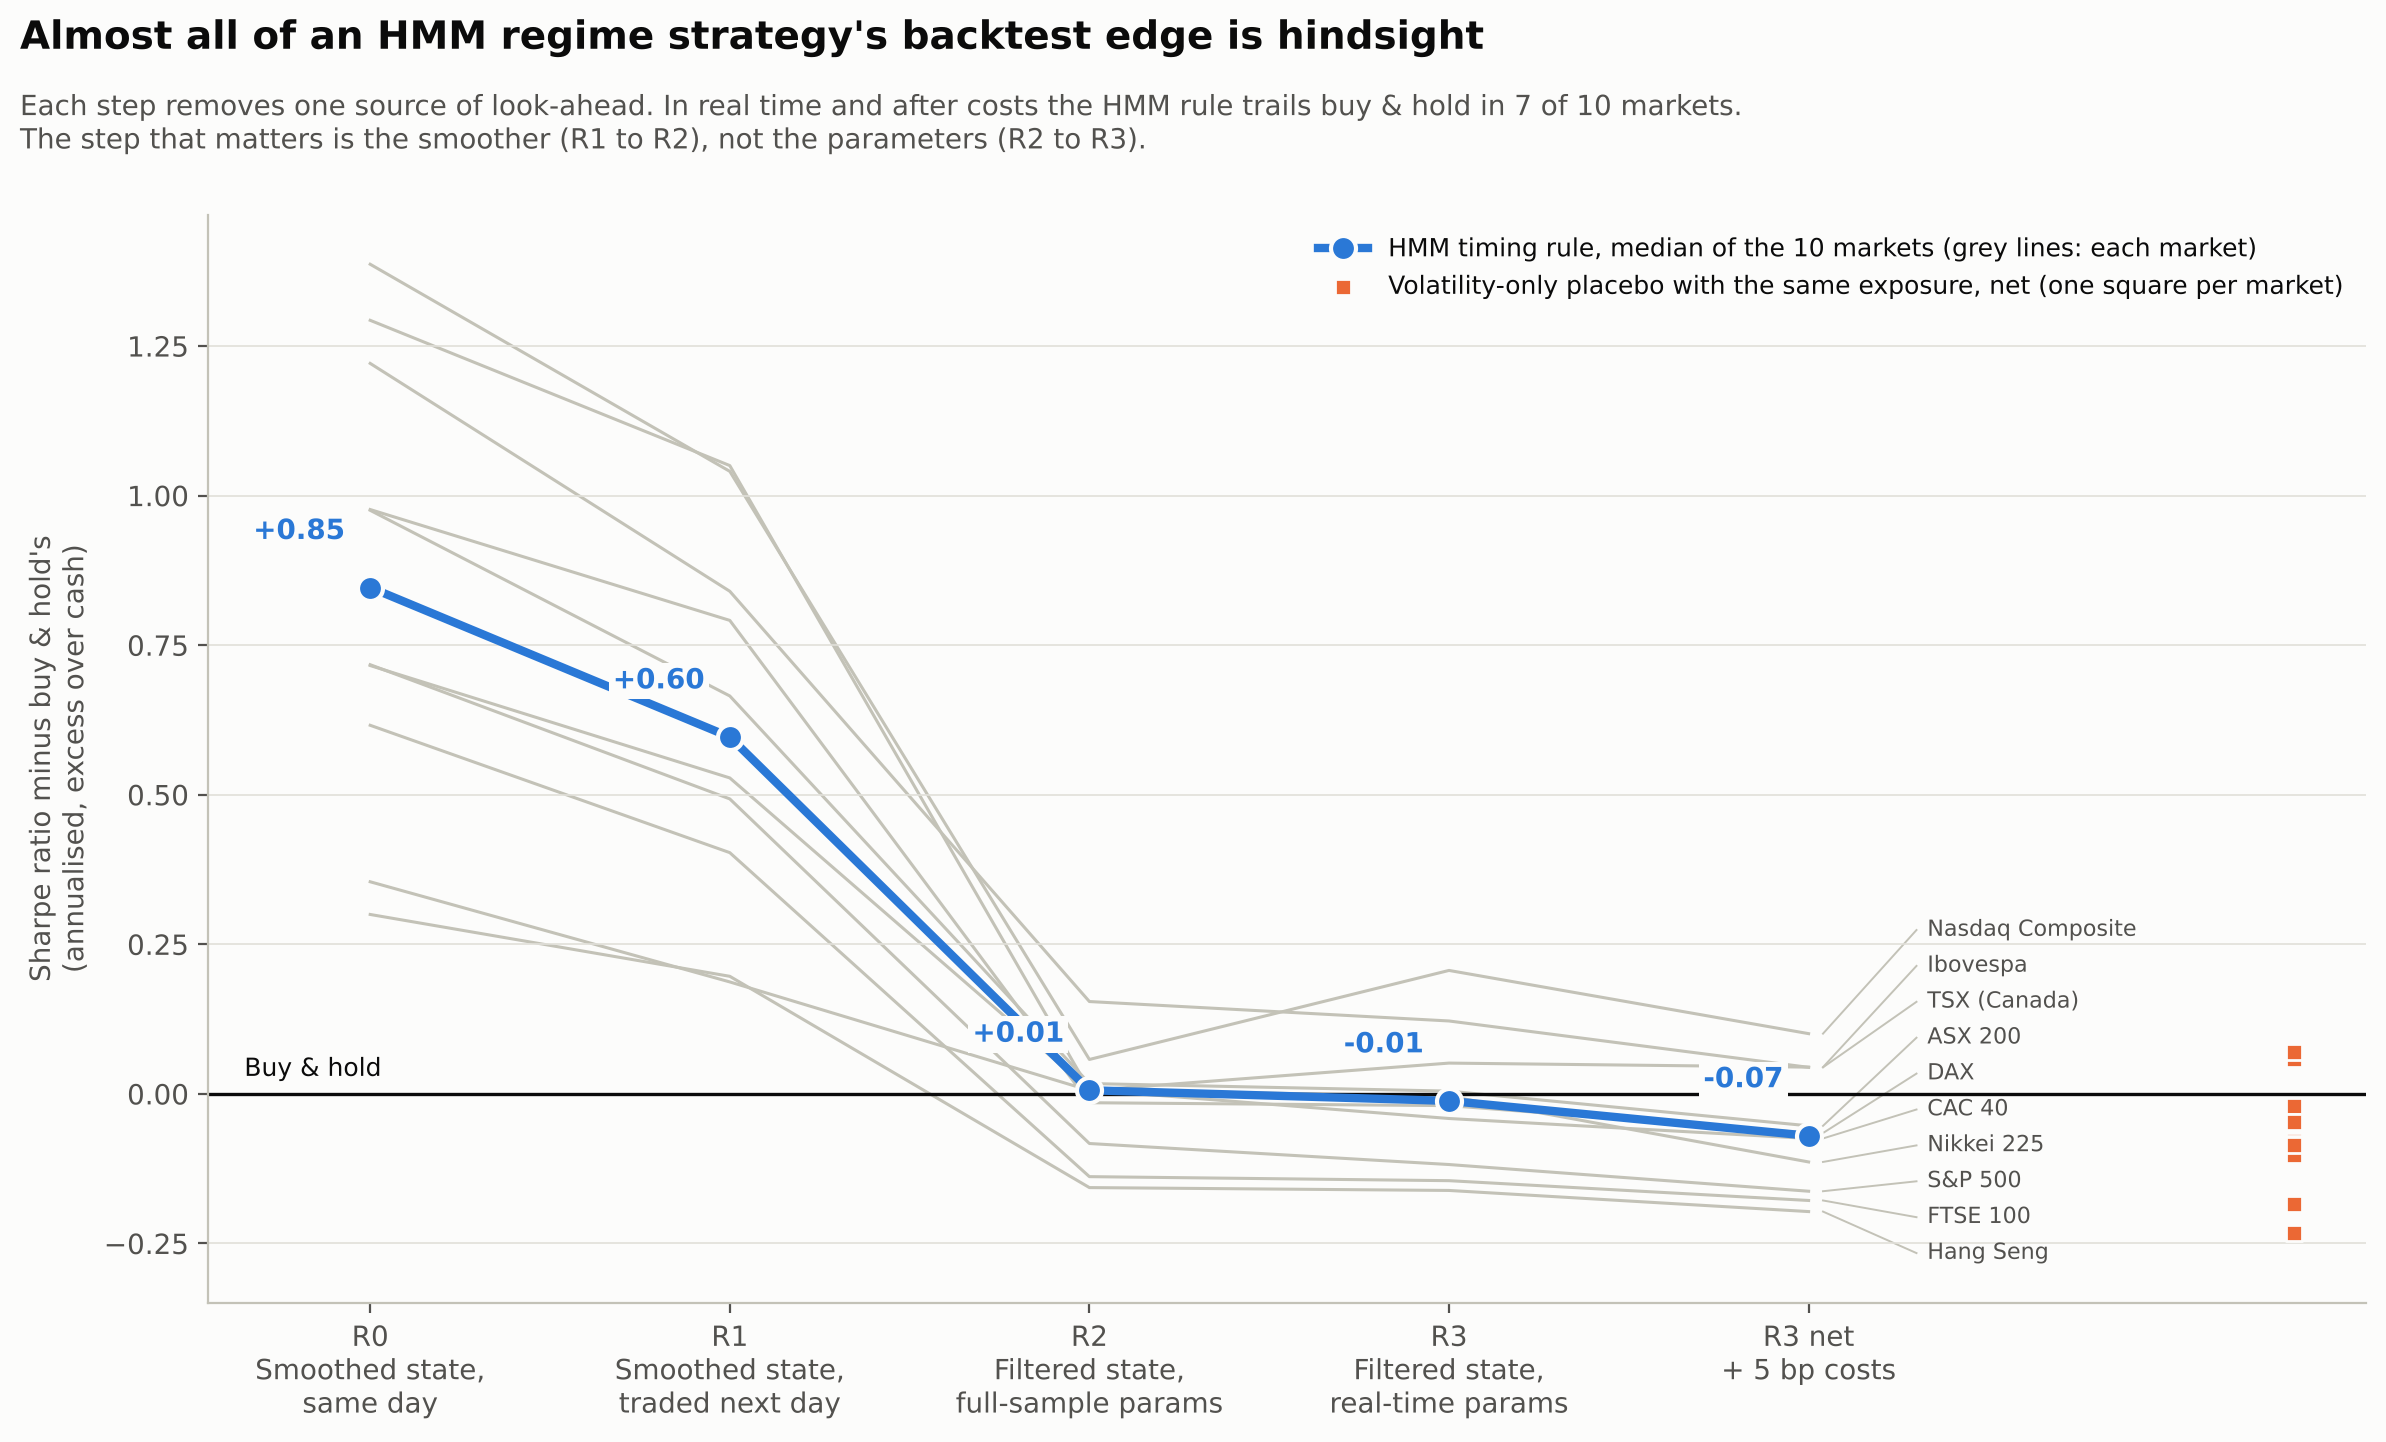 Almost all of an HMM regime strategy's backtest edge is hindsight
Each step removes one source of look-ahead. In real time and after costs the HMM rule trails buy & hold in 7 of 10 markets.
The step that matters is the smoother (R1 to R2), not the parameters (R2 to R3).
HMM timing rule, median of the 10 markets (grey lines: each market)
Volatility-only placebo with the same exposure, net (one square per market)
Sharpe ratio minus buy & hold's
(annualised, excess over cash)
1.25
1.00
0.75
0.50
0.25
0.00
−0.25
+0.85
+0.60
+0.01
-0.01
-0.07
Buy & hold
Nasdaq Composite
Ibovespa
TSX (Canada)
ASX 200
DAX
CAC 40
Nikkei 225
S&P 500
FTSE 100
Hang Seng
R0
Smoothed state,
same day
R1
Smoothed state,
traded next day
R2
Filtered state,
full-sample params
R3
Filtered state,
real-time params
R3 net
+ 5 bp costs